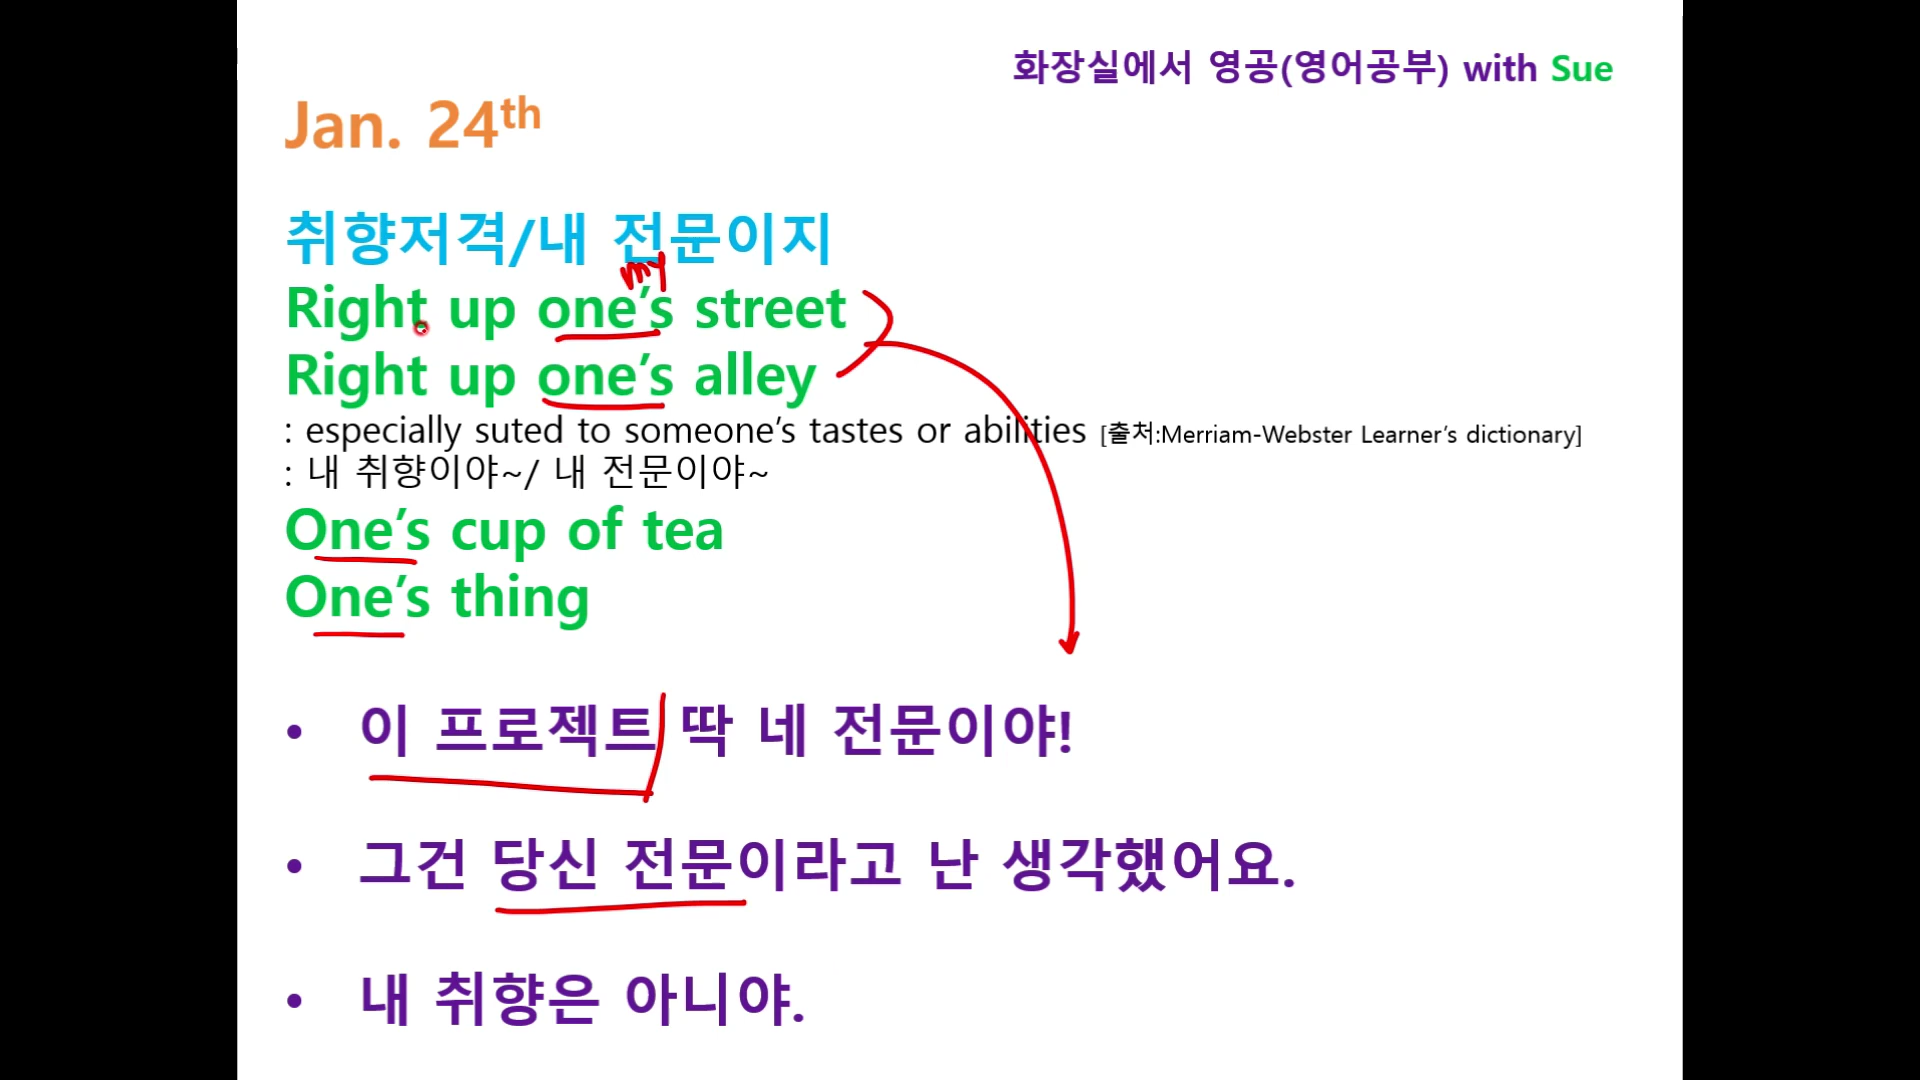 화장실에서 영공(영어공부) with Sue
Jan. 24th
취향저격/내 전문이지
my
Right up one's street
Right up one's alley
: especially suted to someone's tastes or abilities [출처:Merriam-Webster Learner's dictionary]
: 내 취향이야~/ 내 전문이야~
One's cup of tea
One's thing
• 이 프로젝트 딱 네 전문이야!
• 그건 당신 전문이라고 난 생각했어요.
• 내 취향은 아니야.